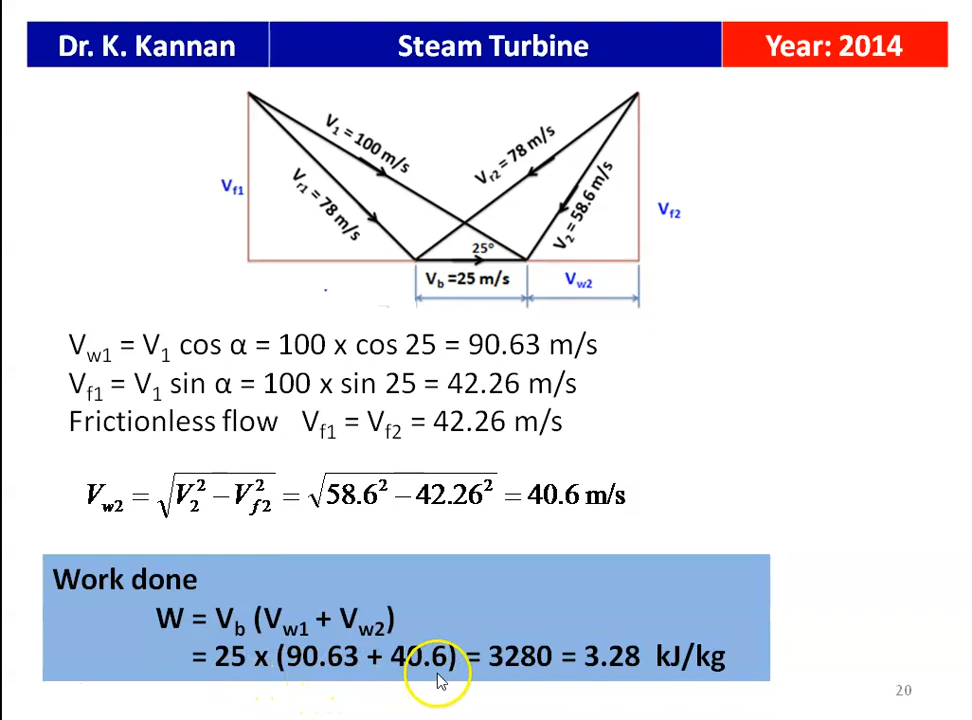 Dr. K. Kannan Steam Turbine Year: 2014
V₁ = 100 m/s
Vr2 = 78 m/s
Vf1
Vr1 = 78 m/s
V₂ = 58.6 m/s
Vf2
25°
Vb =25 m/s Vw2
Vw1 = V1 cos α = 100 x cos 25 = 90.63 m/s
Vf1 = V1 sin α = 100 x sin 25 = 42.26 m/s
Frictionless flow Vf1 = Vf2 = 42.26 m/s
Vw2 = √(V2² − Vf2²) = √(58.6² − 42.26²) = 40.6 m/s
Work done
W = Vb (Vw1 + Vw2)
= 25 x (90.63 + 40.6) = 3280 = 3.28 kJ/kg
20